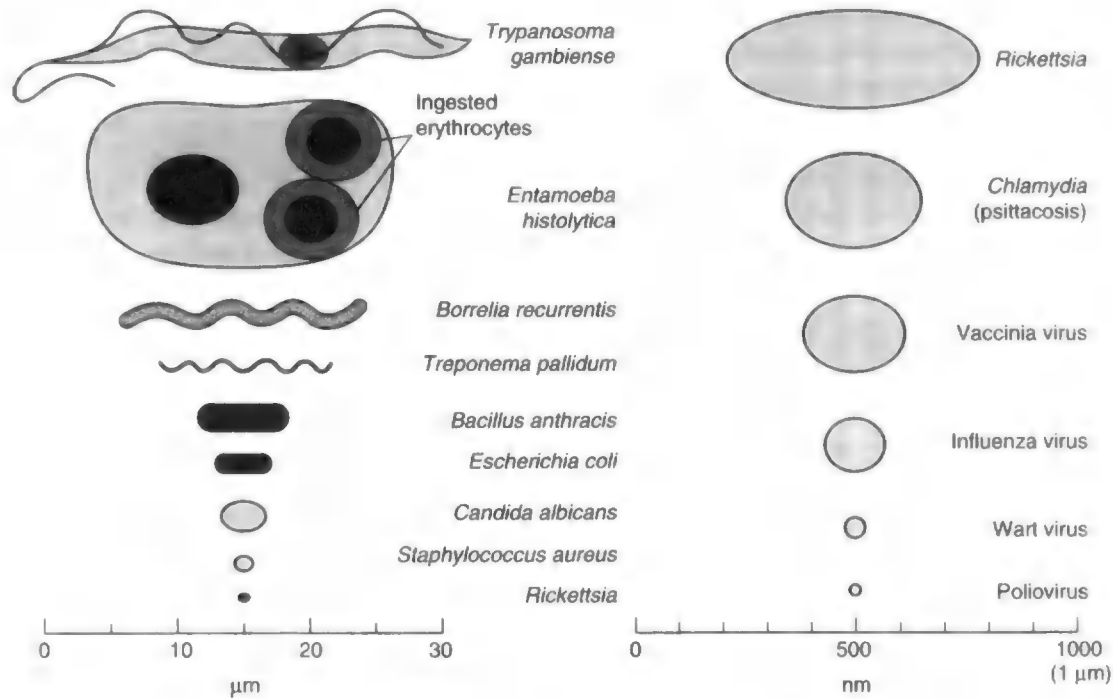 Trypanosoma
gambiense
Ingested
erythrocytes
Entamoeba
histolytica
Borrelia recurrentis
Treponema pallidum
Bacillus anthracis
Escherichia coli
Candida albicans
Staphylococcus aureus
Rickettsia
0 10 20 30
µm
Rickettsia
Chlamydia
(psittacosis)
Vaccinia virus
Influenza virus
Wart virus
Poliovirus
0 500 1000
(1 µm)
nm